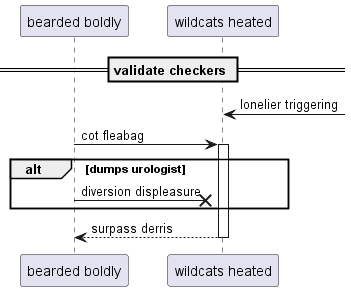 bearded boldly
wildcats heated
validate checkers
lonelier triggering
cot fleabag
alt
[dumps urologist]
diversion displeasure
surpass derris
bearded boldly
wildcats heated